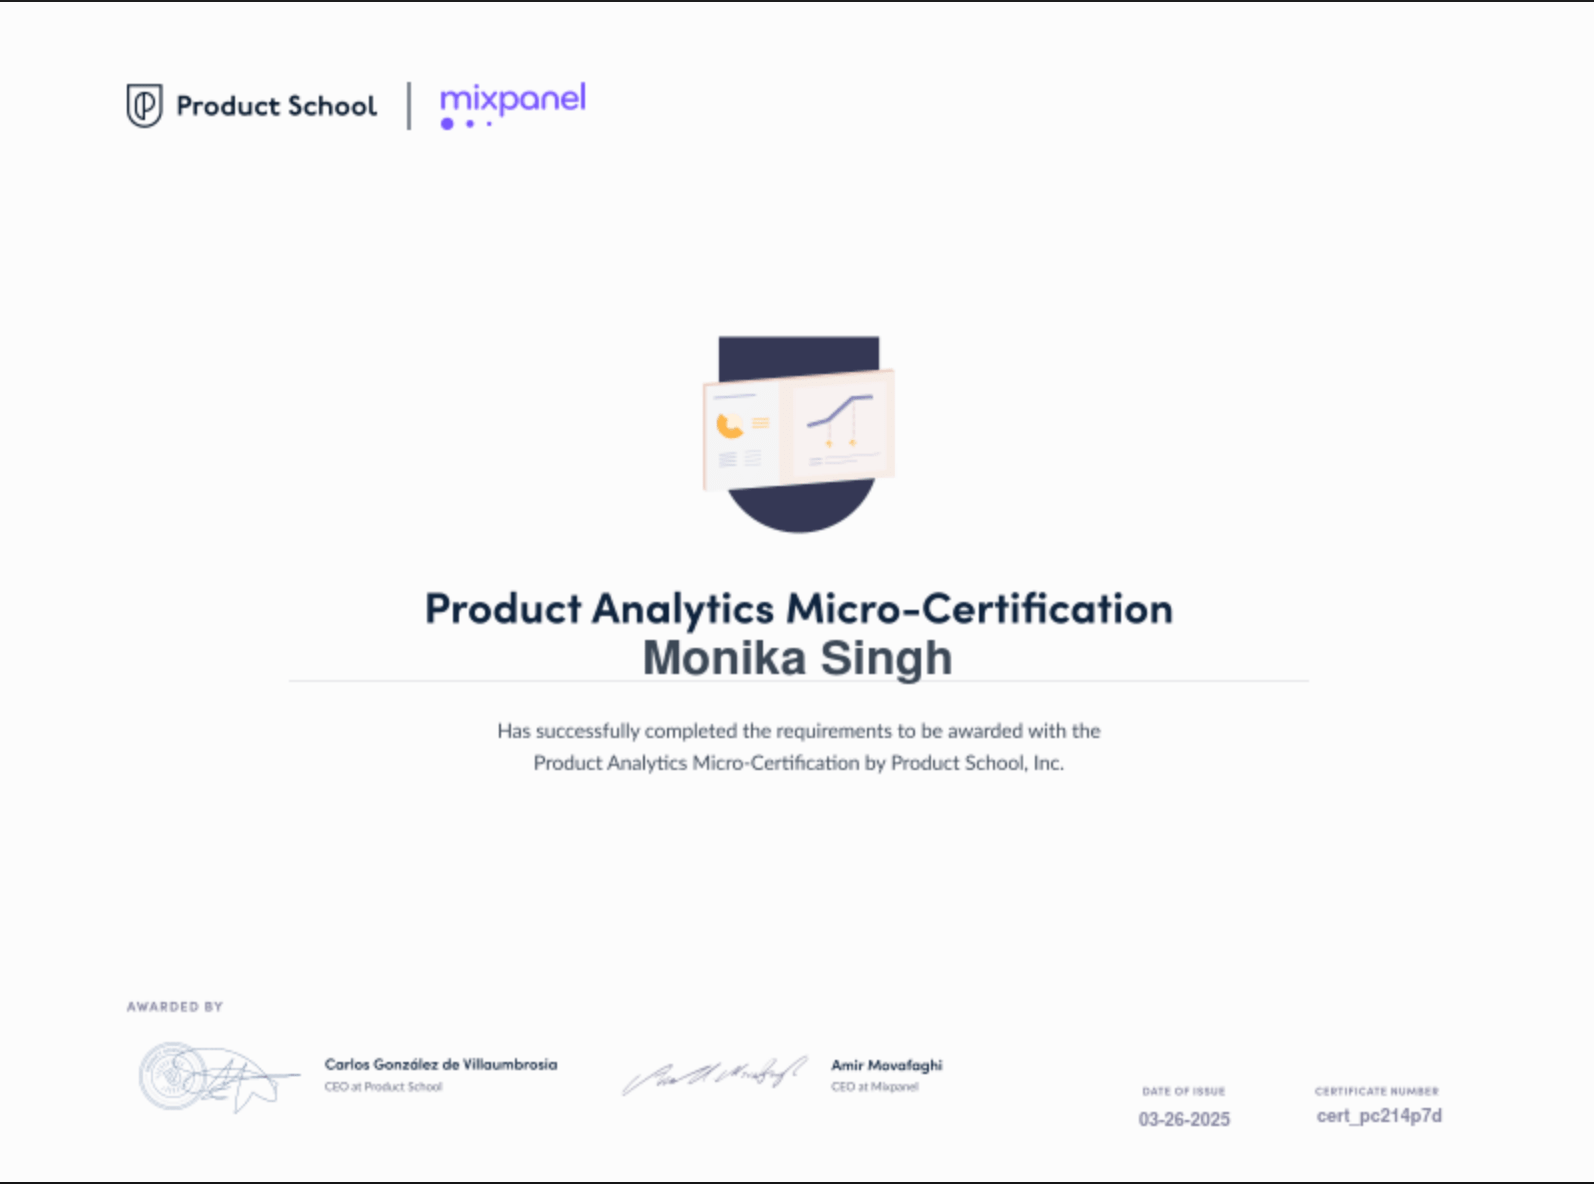 Product School
mixpanel
Product Analytics Micro-Certification
Monika Singh
Has successfully completed the requirements to be awarded with the
Product Analytics Micro-Certification by Product School, Inc.
AWARDED BY
Carlos González de Villaumbrosia
CEO at Product School
Amir Movafaghi
CEO at Mixpanel
DATE OF ISSUE
03-26-2025
CERTIFICATE NUMBER
cert_pc214p7d